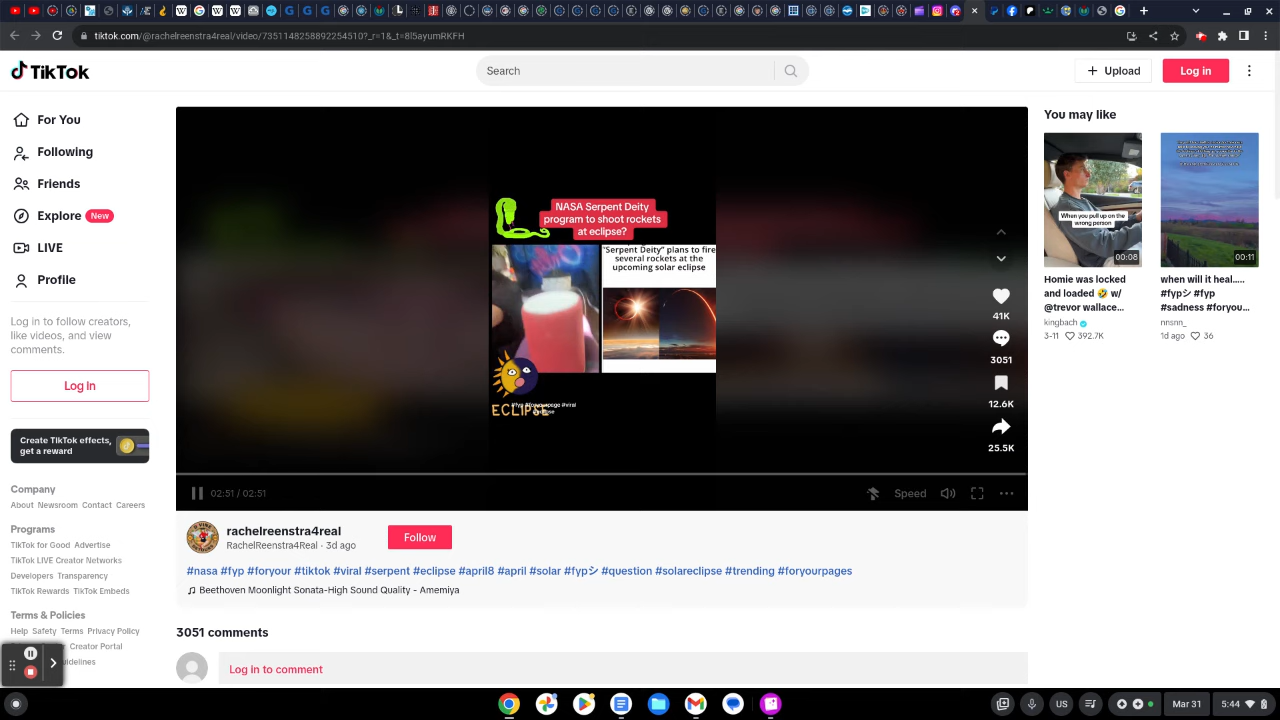 tiktok.com/@rachelreenstra4real/video/7351148258892254510?_r=1&_t=8l5ayumRKFH
TikTok
Search
Upload
Log in
For You
Following
Friends
Explore New
LIVE
Profile
Log in to follow creators,
like videos, and view
comments.
Log in
Create TikTok effects,
get a reward
Company
About Newsroom Contact Careers
Programs
TikTok for Good Advertise
TikTok LIVE Creator Networks
Developers Transparency
TikTok Rewards TikTok Embeds
Terms & Policies
Help Safety Terms Privacy Policy
Creator Portal
NASA Serpent Deity
program to shoot rockets
at eclipse?
"Serpent Deity" plans to fire
several rockets at the
upcoming solar eclipse
ECLIPSE
41K
3051
12.6K
25.5K
02:51 / 02:51
Speed
rachelreenstra4real
RachelReenstra4Real · 3d ago
Follow
#nasa #fyp #foryour #tiktok #viral #serpent #eclipse #april8 #april #solar #fypシ #question #solareclipse #trending #foryourpages
Beethoven Moonlight Sonata-High Sound Quality - Amemiya
3051 comments
Log in to comment
You may like
When you pull up on the
wrong person
00:08
Homie was locked
and loaded 🤣 w/
@trevor wallace...
kingbach
3-11 392.7K
00:11
when will it heal.....
#fypシ #fyp
#sadness #foryou...
nnsnn_
1d ago 36
US
Mar 31
5:44